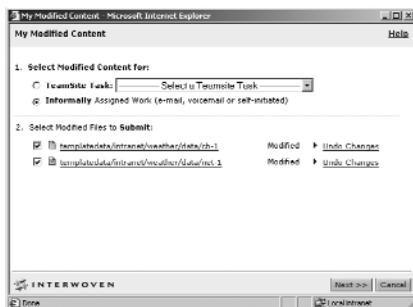 My Modified Content - Microsoft Internet Explorer
My Modified Content
Help
1. Select Modified Content for:
TeamSite Task: Select a Teamsite Task
Informally Assigned Work (e-mail, voicemail or self-initiated)
2. Select Modified Files to Submit:
templatedata/intranet/weather/data/rh-1 Modified Undo Changes
templatedata/intranet/weather/data/net-1 Modified Undo Changes
INTERWOVEN
Next >> Cancel
Done
Local intranet